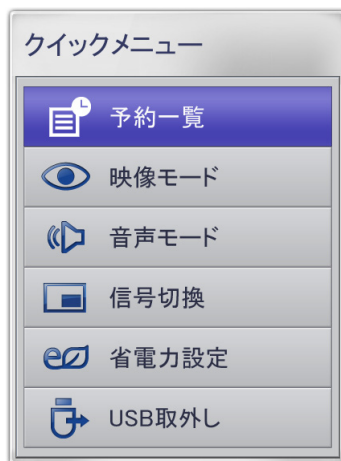 クイックメニュー
予約一覧
映像モード
音声モード
信号切換
省電力設定
USB取外し